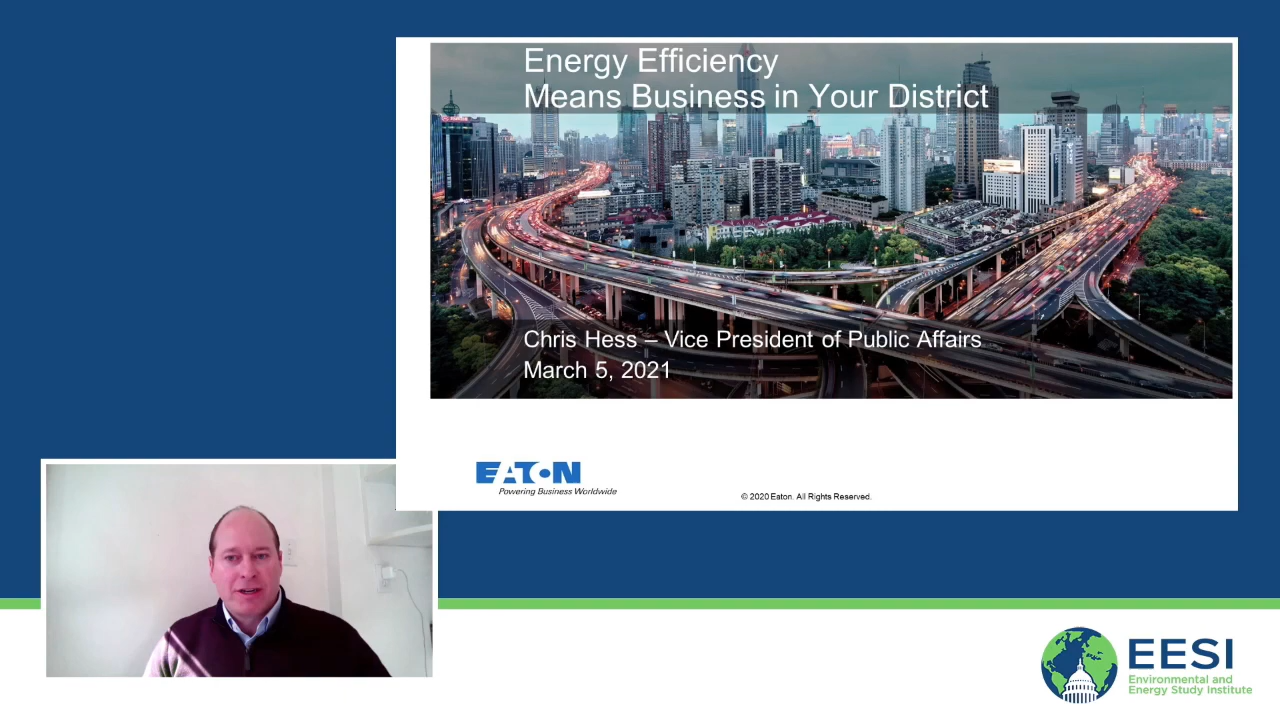 Energy Efficiency
Means Business in Your District
Chris Hess – Vice President of Public Affairs
March 5, 2021
EATON
Powering Business Worldwide
© 2020 Eaton. All Rights Reserved.
EESI
Environmental and
Energy Study Institute